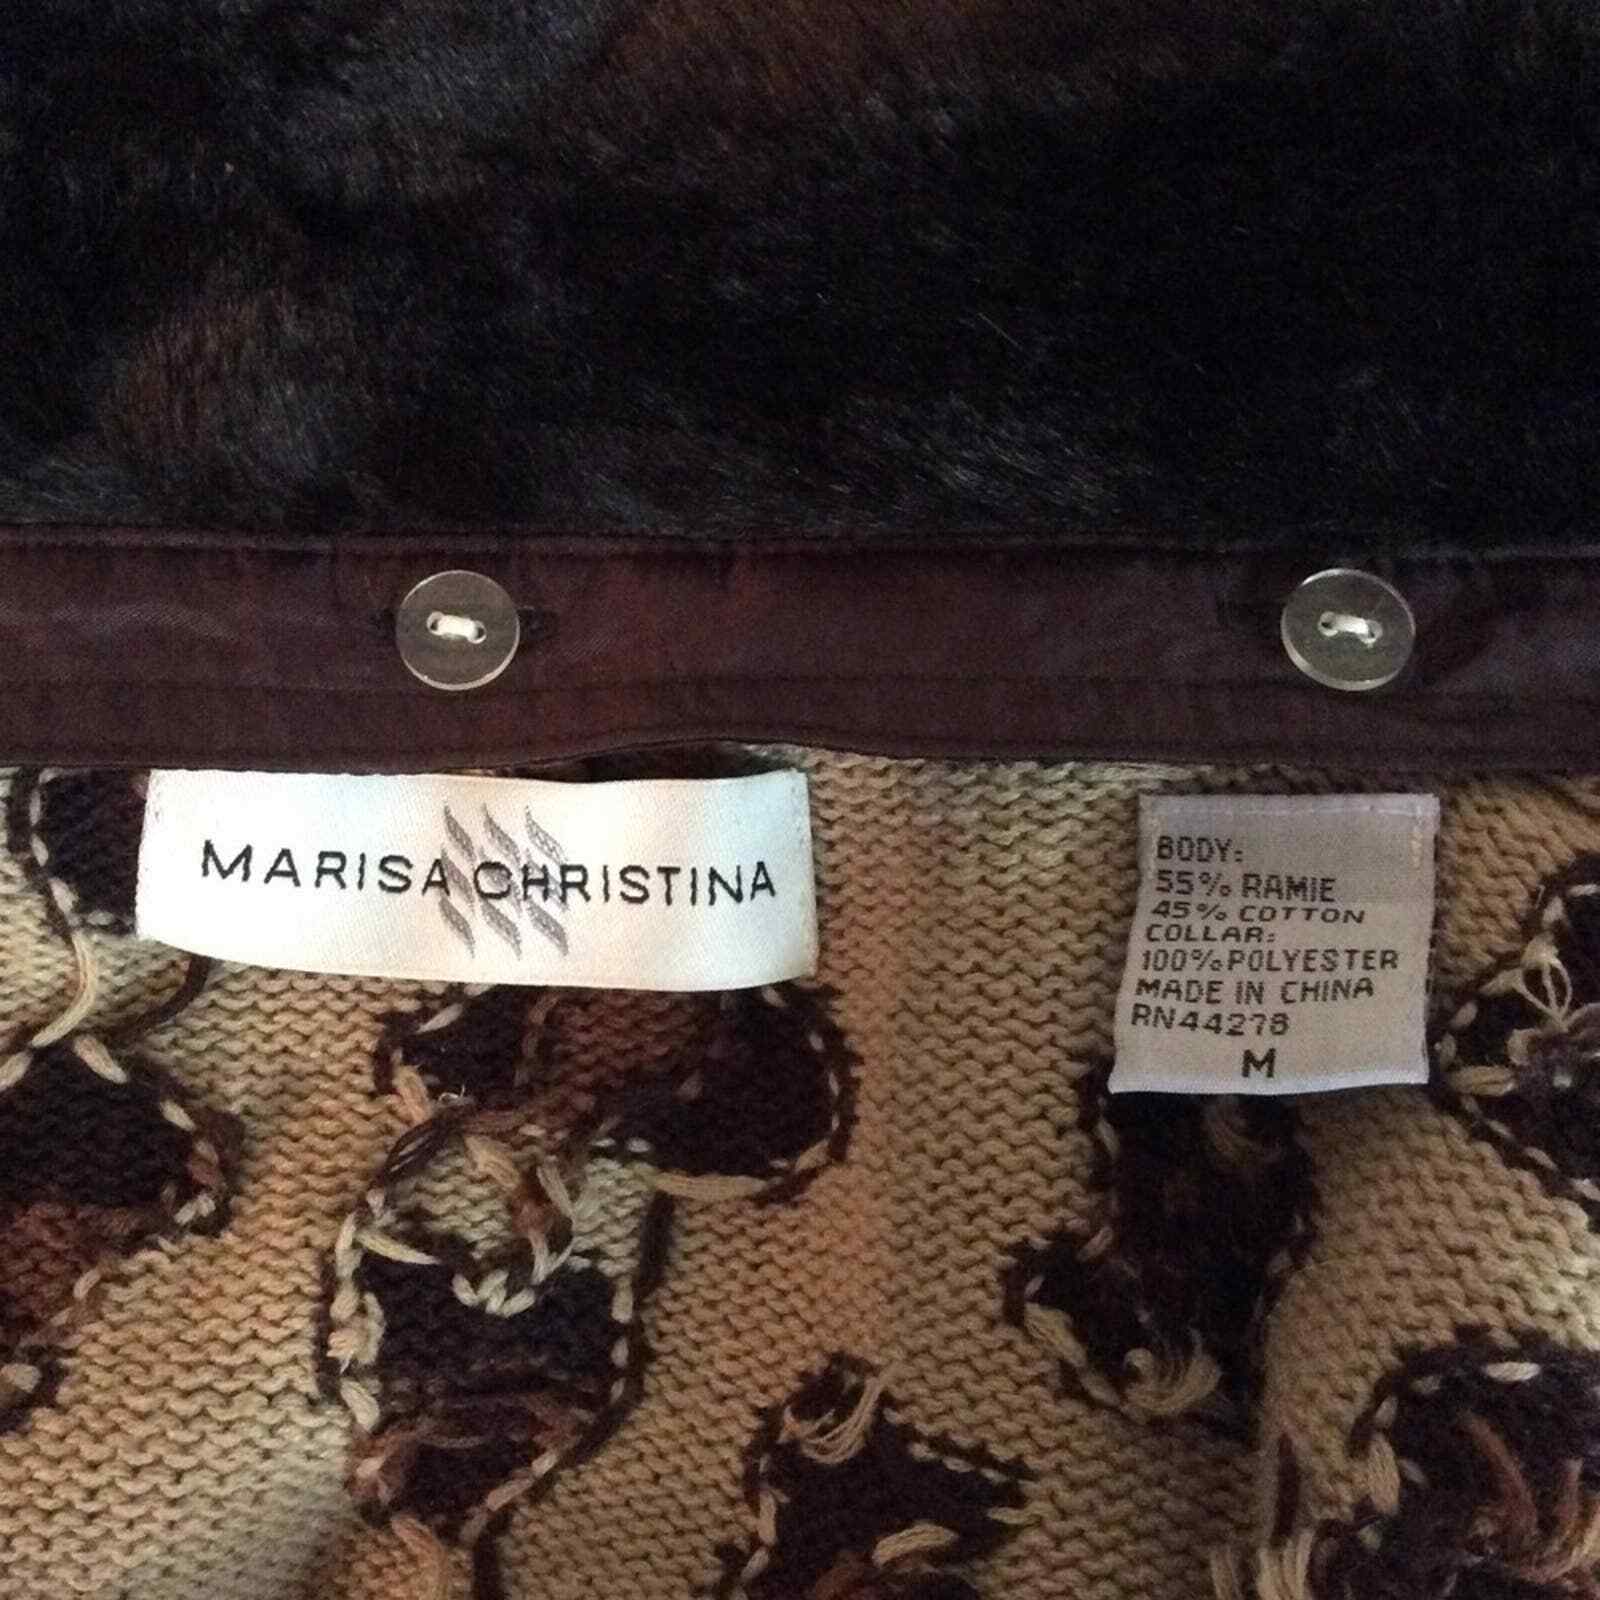 MARISA CHRISTINA
BODY:
55% RAMIE
45% COTTON
COLLAR:
100% POLYESTER
MADE IN CHINA
RN44278
M